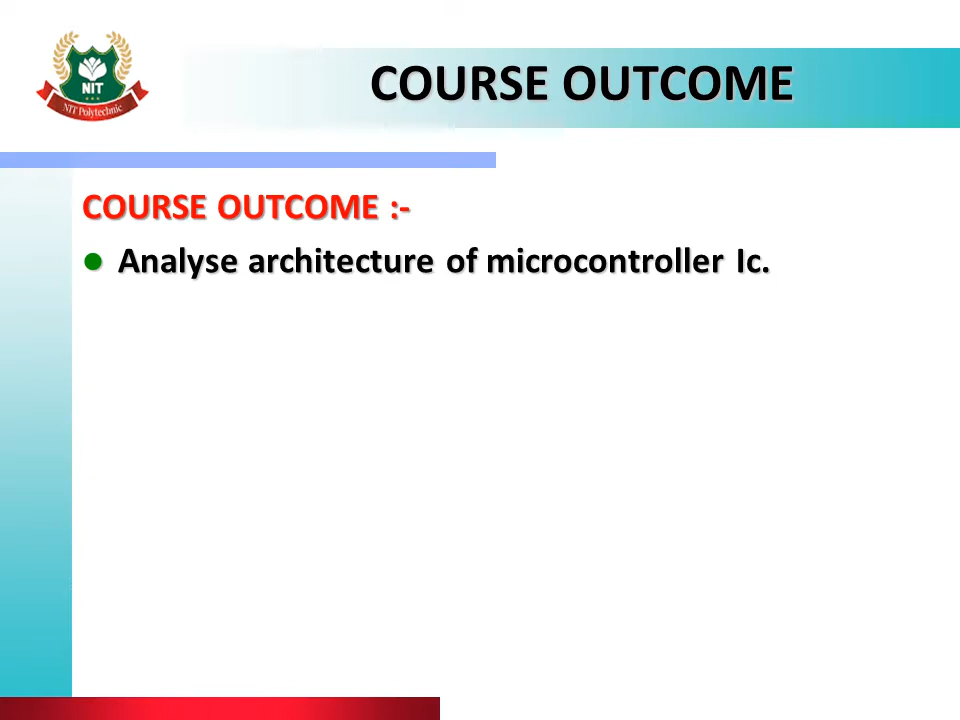 NIT
NIT Polytechnic
COURSE OUTCOME
COURSE OUTCOME :-
Analyse architecture of microcontroller Ic.